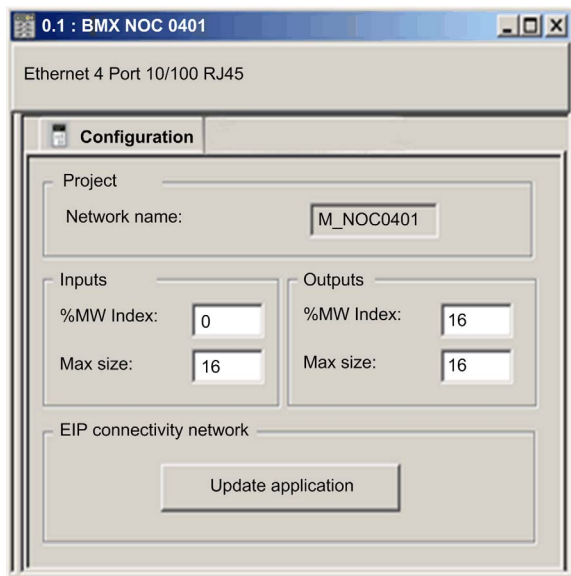 0.1 : BMX NOC 0401
Ethernet 4 Port 10/100 RJ45
Configuration
Project
Network name: M_NOC0401
Inputs
%MW Index: 0
Max size: 16
Outputs
%MW Index: 16
Max size: 16
EIP connectivity network
Update application